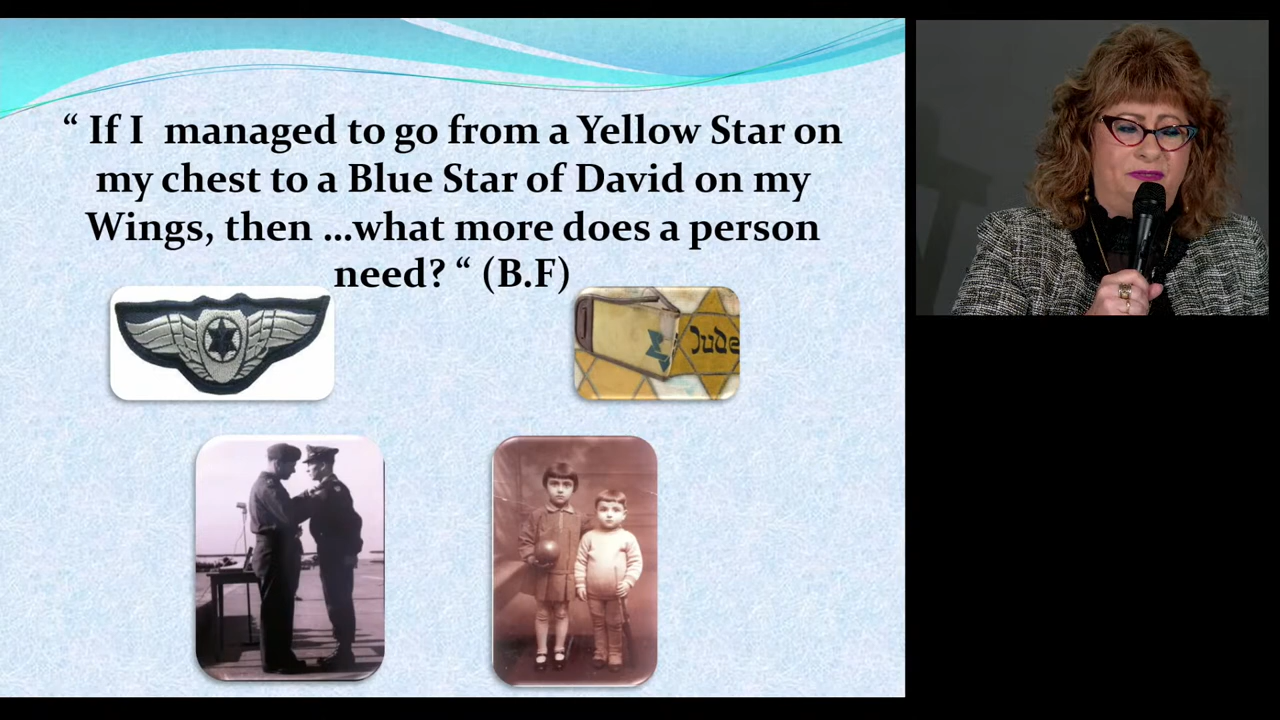 “ If I managed to go from a Yellow Star on
my chest to a Blue Star of David on my
Wings, then ...what more does a person
need? “ (B.F)
Jude